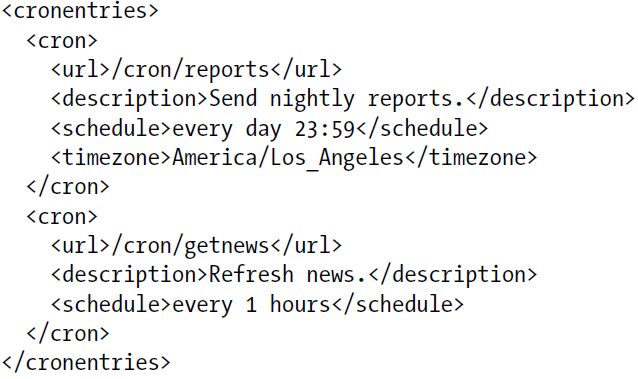 <cronentries>
  <cron>
    <url>/cron/reports</url>
    <description>Send nightly reports.</description>
    <schedule>every day 23:59</schedule>
    <timezone>America/Los_Angeles</timezone>
  </cron>
  <cron>
    <url>/cron/getnews</url>
    <description>Refresh news.</description>
    <schedule>every 1 hours</schedule>
  </cron>
</cronentries>